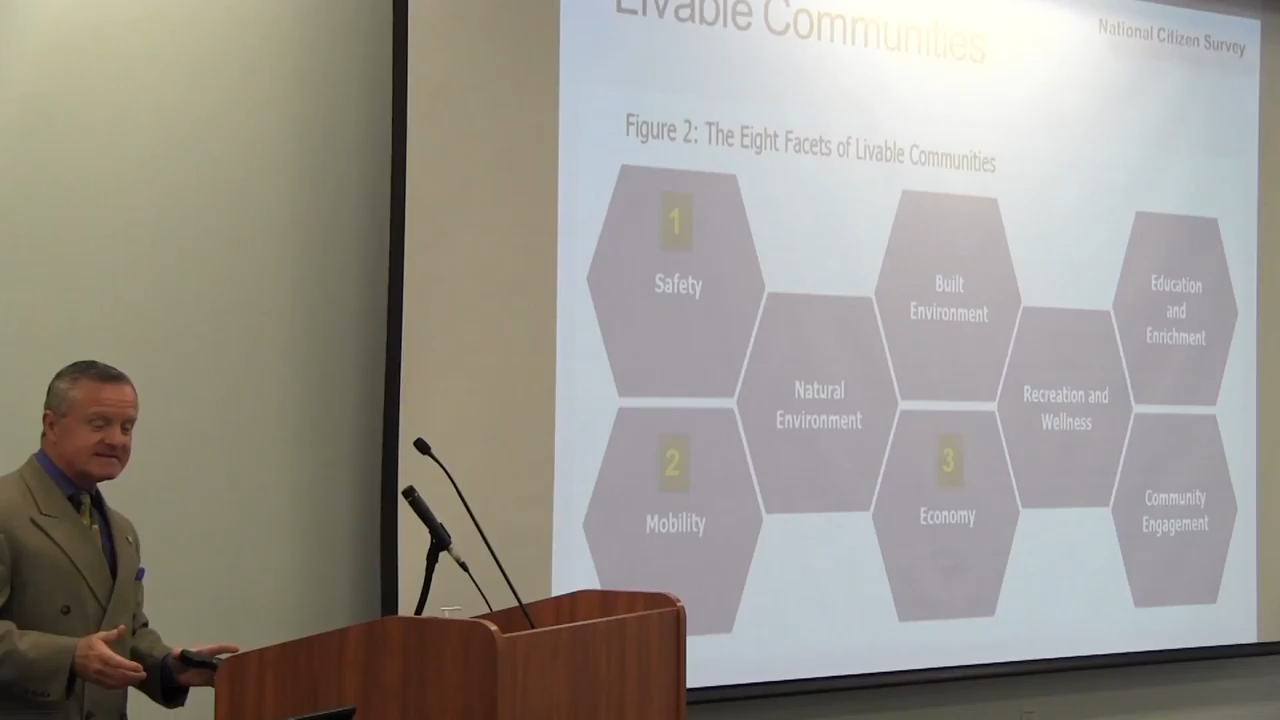 Livable Communities
National Citizen Survey
Figure 2: The Eight Facets of Livable Communities
1
Safety
Built
Environment
Education
and
Enrichment
Natural
Environment
Recreation and
Wellness
2
Mobility
3
Economy
Community
Engagement